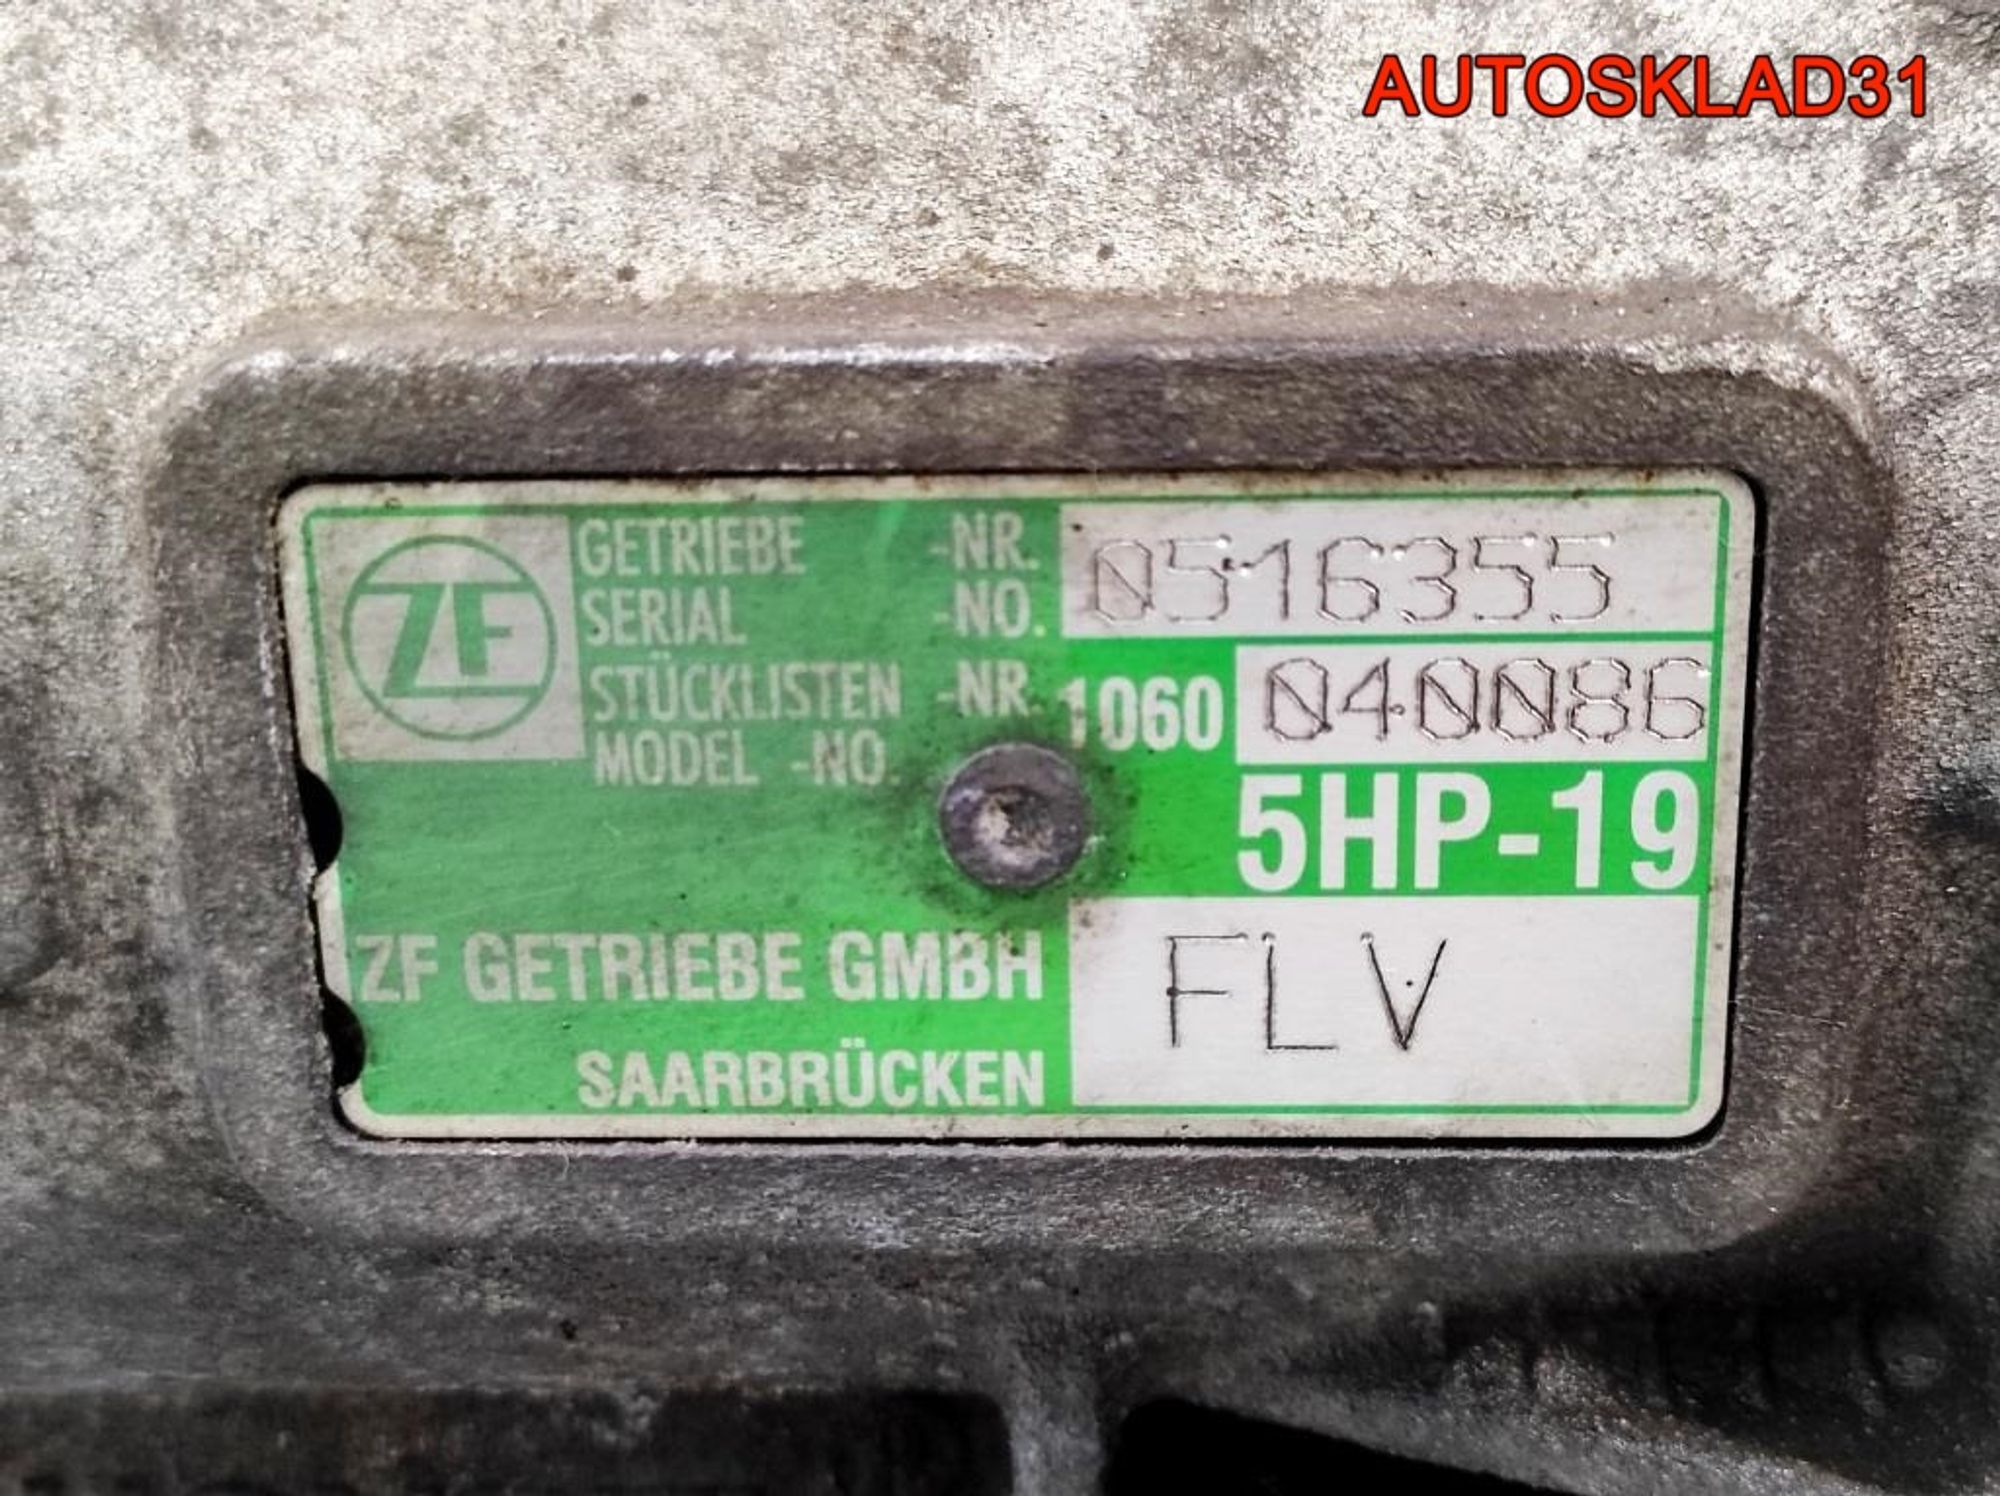 AUTOSKLAD31
ZF
GETRIEBE -NR.
SERIAL -NO. 0516355
STÜCKLISTEN -NR. 1060 040086
MODEL -NO.
5HP-19
ZF GETRIEBE GMBH
SAARBRÜCKEN
FLV